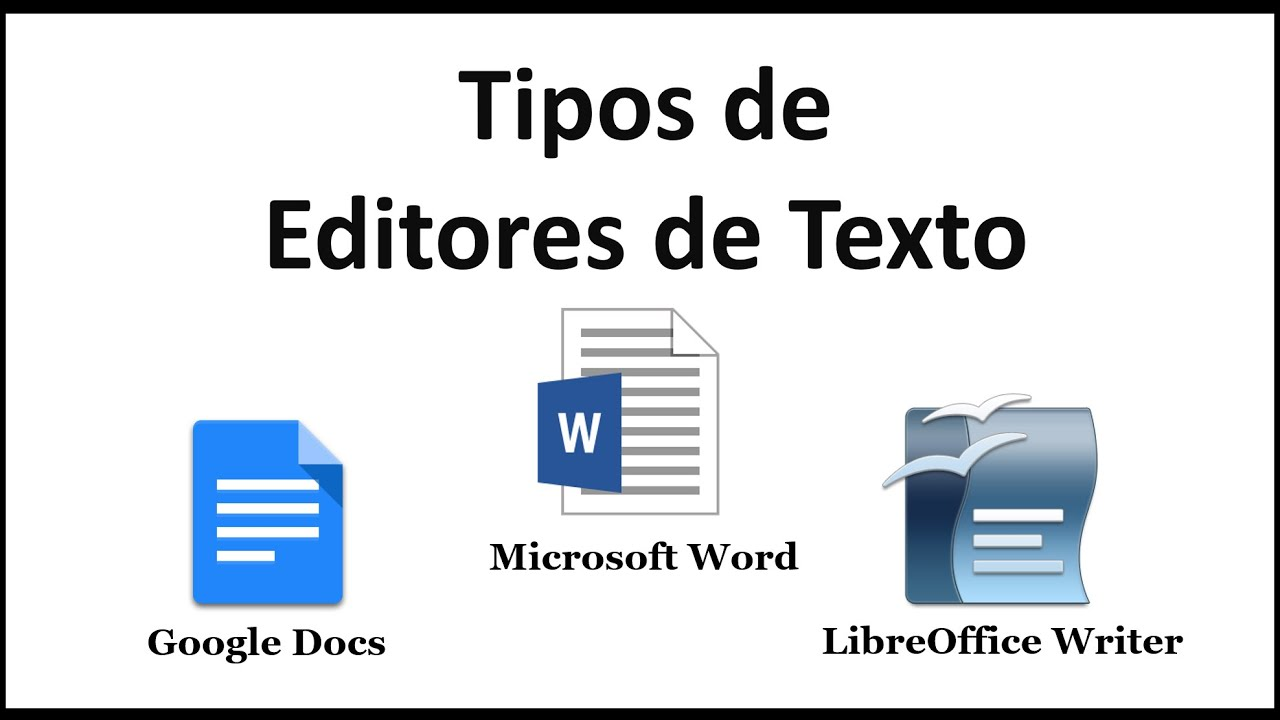 Tipos de
Editores de Texto
W
Microsoft Word
Google Docs
LibreOffice Writer